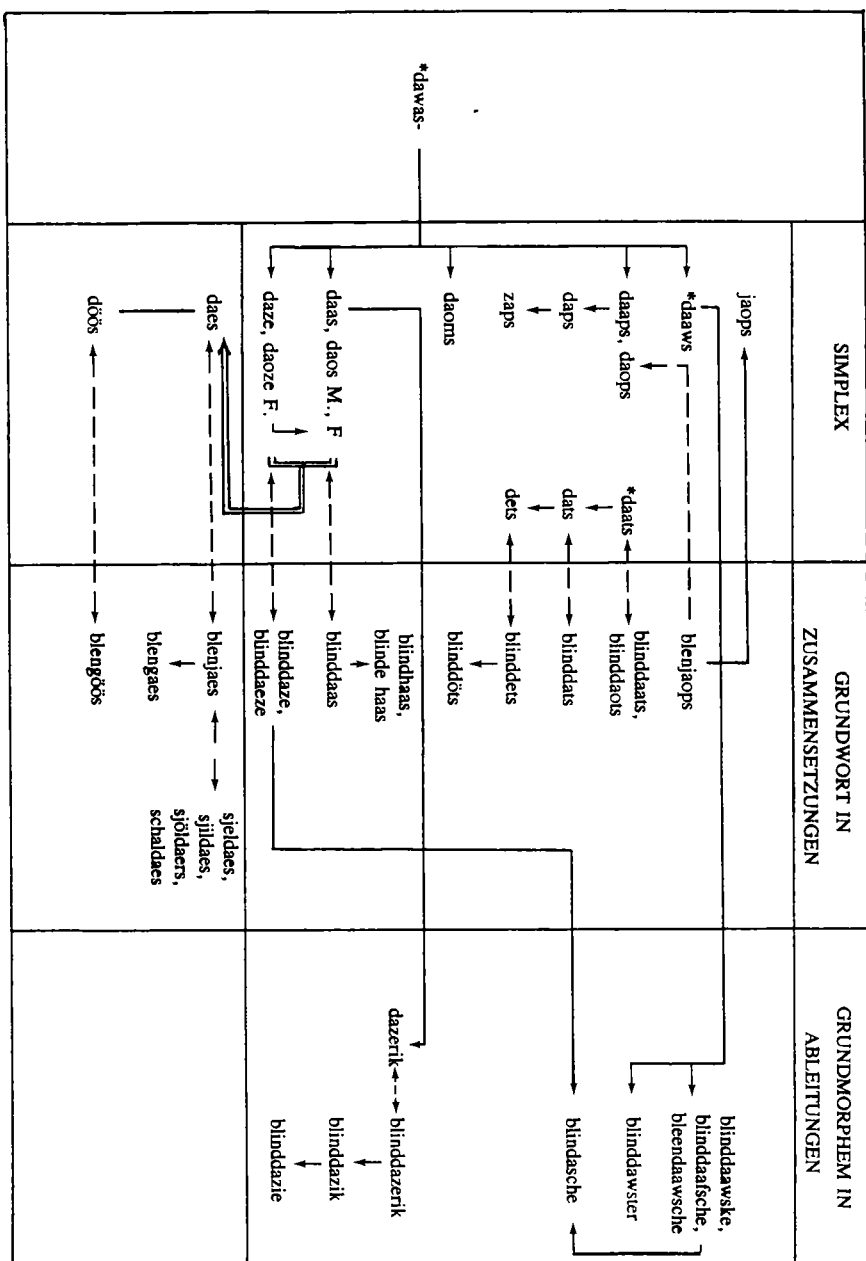 SIMPLEX
GRUNDWORT IN
ZUSAMMENSETZUNGEN
GRUNDMORPHEM IN
ABLEITUNGEN
*dawas-
jaops
*daaws
daaps, daops
daps
zaps
daoms
daas, daos M., F
daze, daoze F.
*daats
dats
dets
daes
döös
blenjaops
blinddaats,
blinddaots
blinddats
blinddets
blinddöts
blindhaas,
blinde haas
blinddaas
blinddaze,
blinddaeze
blenjaes
blengaes
blengöös
sjeldaes,
sjildaes,
sjöldaers,
schaldaes
blinddaawske,
blinddaafsche,
bleendaawsche
blinddawster
blindasche
dazerik
blinddazerik
blinddazik
blinddazie